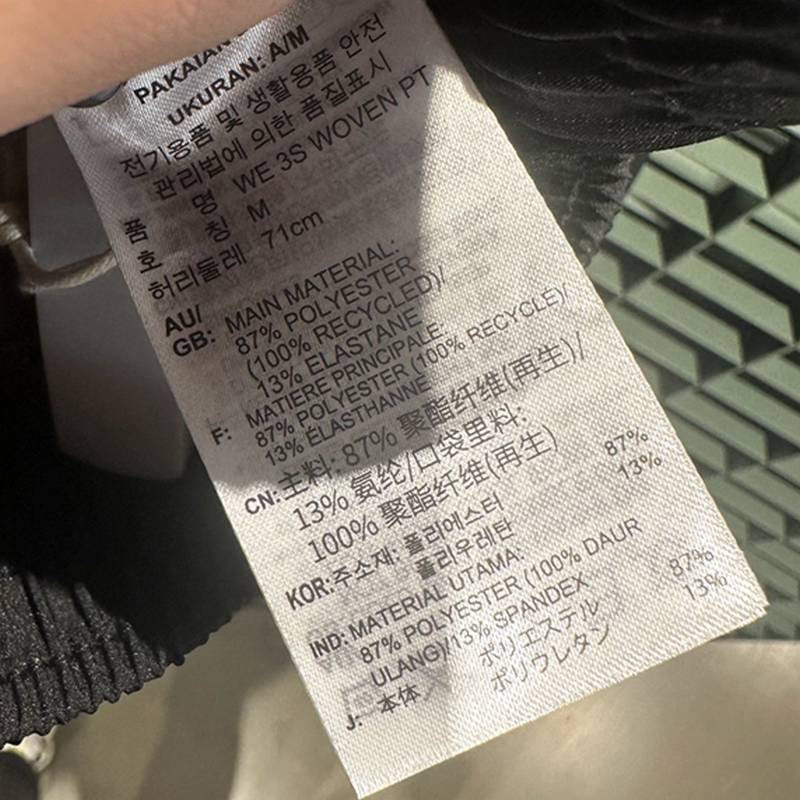 PAKAIAN
UKURAN: A/M
전기용품 및 생활용품 안전
관리법에 의한 품질표시
품 명 WE 3S WOVEN PT
호 칭 M
허리둘레 71cm
AU/
GB: MAIN MATERIAL:
87% POLYESTER
(100% RECYCLED)/
13% ELASTANE
F: MATIERE PRINCIPALE:
87% POLYESTER (100% RECYCLE)/
13% ÉLASTHANNE
CN: 主料: 87% 聚酯纤维(再生)/
13% 氨纶/口袋里料:
100% 聚酯纤维(再生)
KOR: 주소재: 폴리에스터 87%
폴리우레탄 13%
IND: MATERIAL UTAMA:
87% POLYESTER (100% DAUR
ULANG)/13% SPANDEX
J: 本体 ポリエステル 87%
ポリウレタン 13%